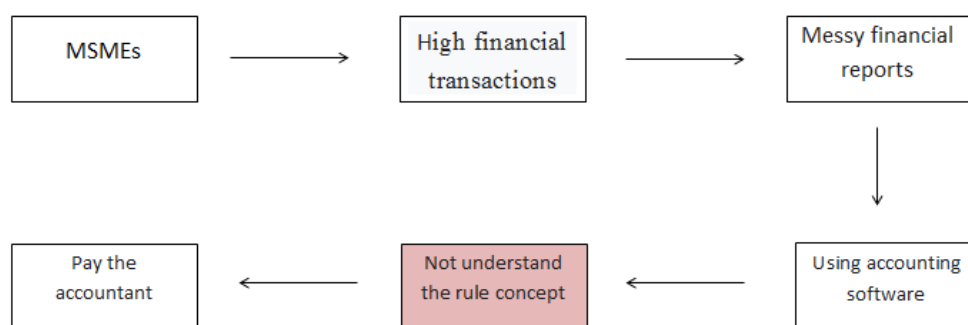 MSMEs
High financial
transactions
Messy financial
reports
Using accounting
software
Not understand
the rule concept
Pay the
accountant